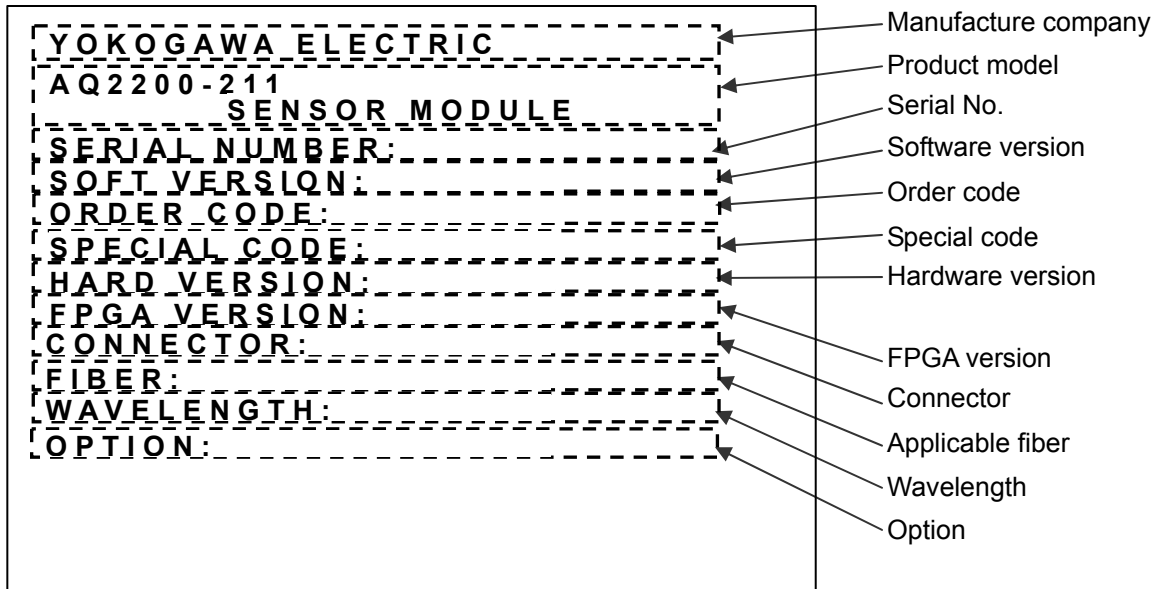 YOKOGAWA ELECTRIC
AQ2200-211
SENSOR MODULE
SERIAL NUMBER:
SOFT VERSION:
ORDER CODE:
SPECIAL CODE:
HARD VERSION:
FPGA VERSION:
CONNECTOR:
FIBER:
WAVELENGTH:
OPTION:
Manufacture company
Product model
Serial No.
Software version
Order code
Special code
Hardware version
FPGA version
Connector
Applicable fiber
Wavelength
Option